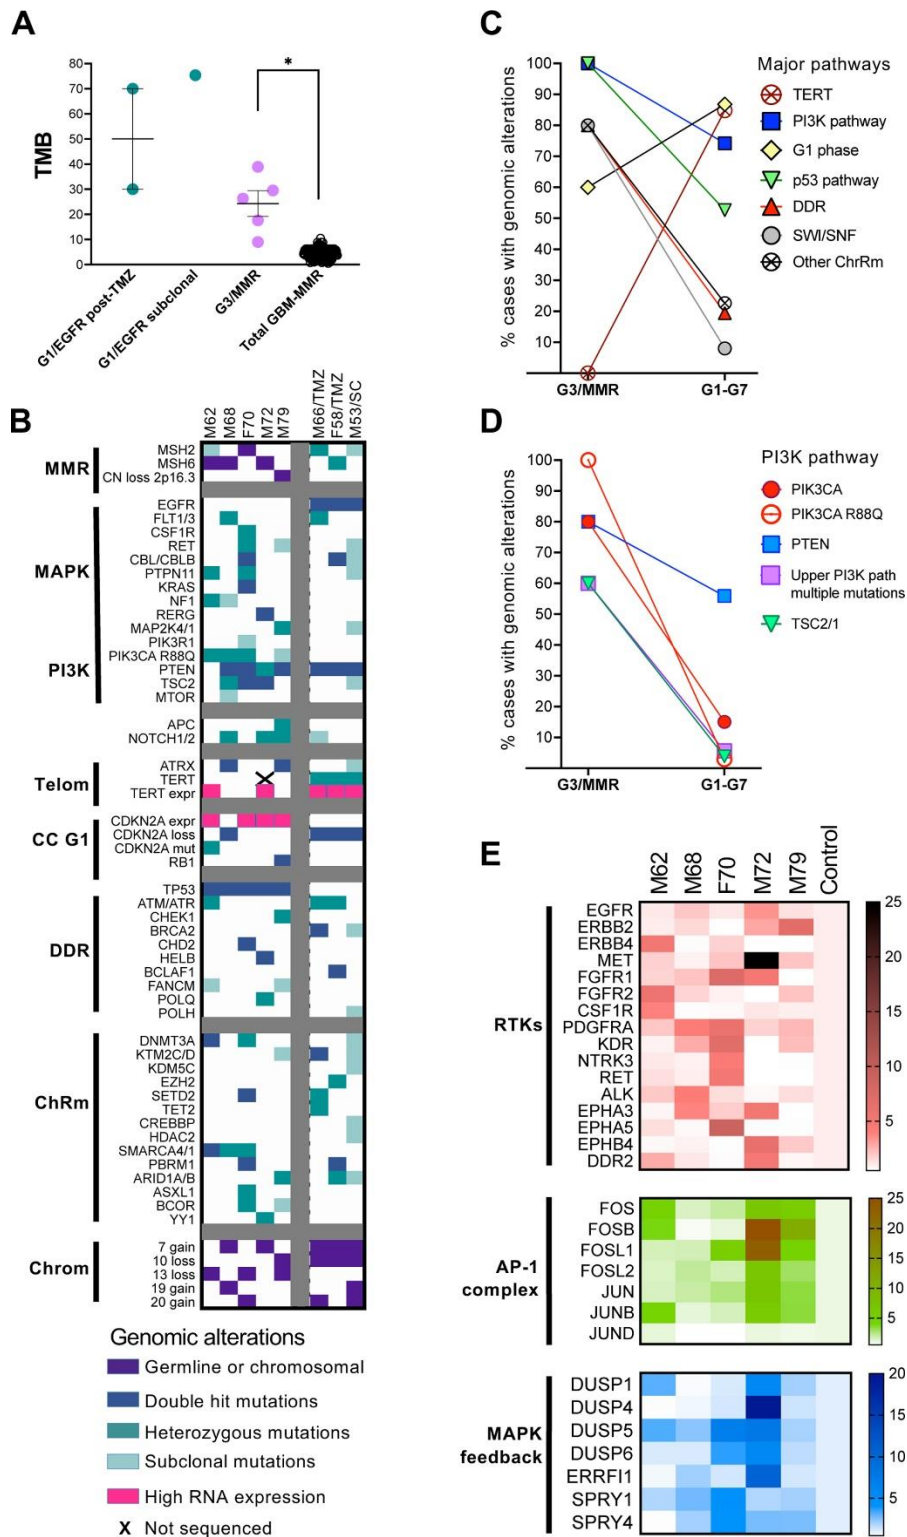 A
*
TMB
80
70
60
50
40
30
20
10
0
G1/EGFR post-TMZ
G1/EGFR subclonal
G3/MMR
Total GBM-MMR
C
% cases with genomic alterations
100
90
80
70
60
50
40
30
20
10
G3/MMR
G1-G7
Major pathways
TERT
PI3K pathway
G1 phase
p53 pathway
DDR
SWI/SNF
Other ChrRm
B
M62
M68
F70
M72
M79
M66/TMZ
F58/TMZ
M53/SC
MMR
MSH2
MSH6
CN loss 2p16.3
MAPK
PI3K
EGFR
FLT1/3
CSF1R
RET
CBL/CBLB
PTPN11
KRAS
NF1
RERG
MAP2K4/1
PIK3R1
PIK3CA R88Q
PTEN
TSC2
MTOR
APC
NOTCH1/2
Telom
ATRX
TERT
X
TERT expr
CC G1
CDKN2A expr
CDKN2A loss
CDKN2A mut
RB1
DDR
TP53
ATM/ATR
CHEK1
BRCA2
CHD2
HELB
BCLAF1
FANCM
POLQ
POLH
ChRm
DNMT3A
KTM2C/D
KDM5C
EZH2
SETD2
TET2
CREBBP
HDAC2
SMARCA4/1
PBRM1
ARID1A/B
ASXL1
BCOR
YY1
Chrom
7 gain
10 loss
13 loss
19 gain
20 gain
Genomic alterations
Germline or chromosomal
Double hit mutations
Heterozygous mutations
Subclonal mutations
High RNA expression
X Not sequenced
D
% cases with genomic alterations
100
90
80
70
60
50
40
30
20
10
G3/MMR
G1-G7
PI3K pathway
PIK3CA
PIK3CA R88Q
PTEN
Upper PI3K path
multiple mutations
TSC2/1
E
M62
M68
F70
M72
M79
Control
RTKs
EGFR
ERBB2
ERBB4
MET
FGFR1
FGFR2
CSF1R
PDGFRA
KDR
NTRK3
RET
ALK
EPHA3
EPHA5
EPHB4
DDR2
25
20
15
10
5
AP-1
complex
FOS
FOSB
FOSL1
FOSL2
JUN
JUNB
JUND
25
20
15
10
5
MAPK
feedback
DUSP1
DUSP4
DUSP5
DUSP6
ERRFI1
SPRY1
SPRY4
20
15
10
5